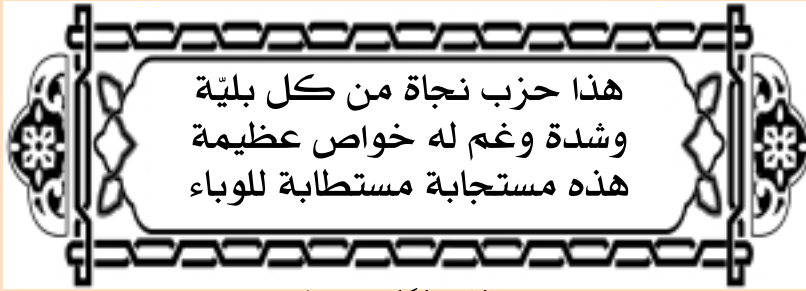 هذا حزب نجاة من كل بليّة
وشدة وغم له خواص عظيمة
هذه مستجابة مستطابة للوباء